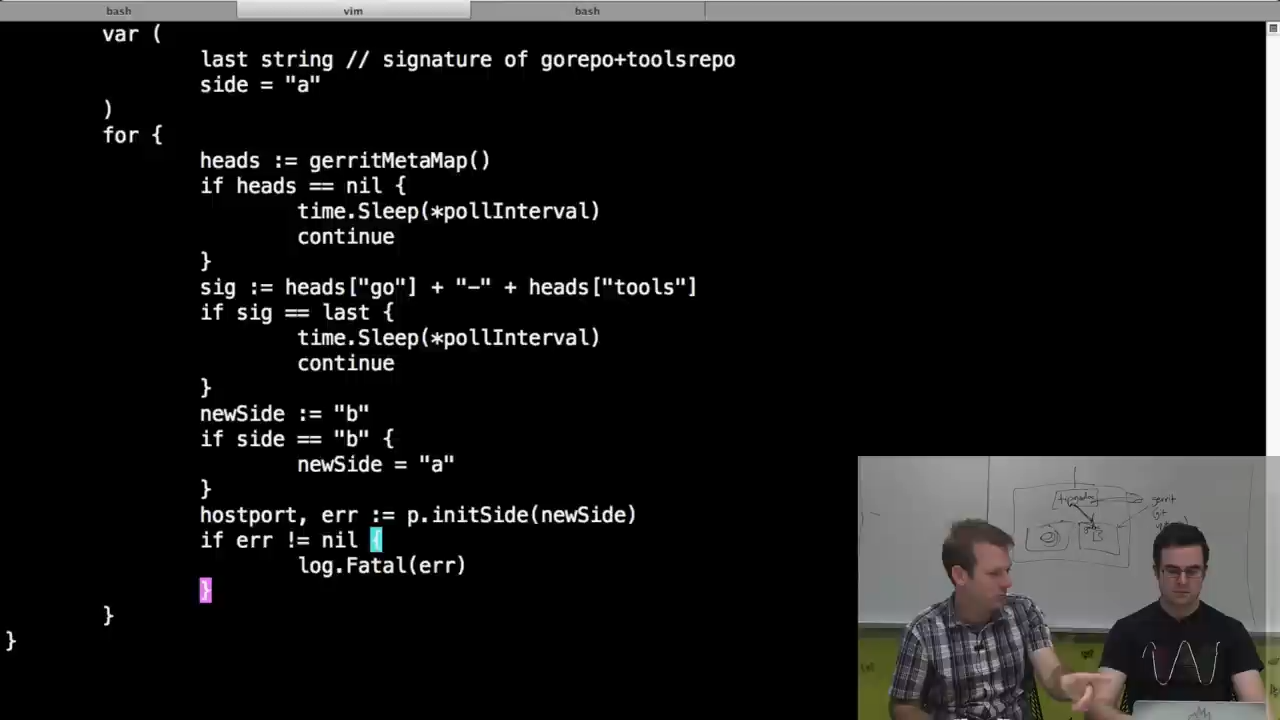 bash vim bash
var (
last string // signature of gorepo+toolsrepo
side = "a"
)
for {
heads := gerritMetaMap()
if heads == nil {
time.Sleep(*pollInterval)
continue
}
sig := heads["go"] + "-" + heads["tools"]
if sig == last {
time.Sleep(*pollInterval)
continue
}
newSide := "b"
if side == "b" {
newSide = "a"
}
hostport, err := p.initSide(newSide)
if err != nil {
log.Fatal(err)
}
}
}
gerrit